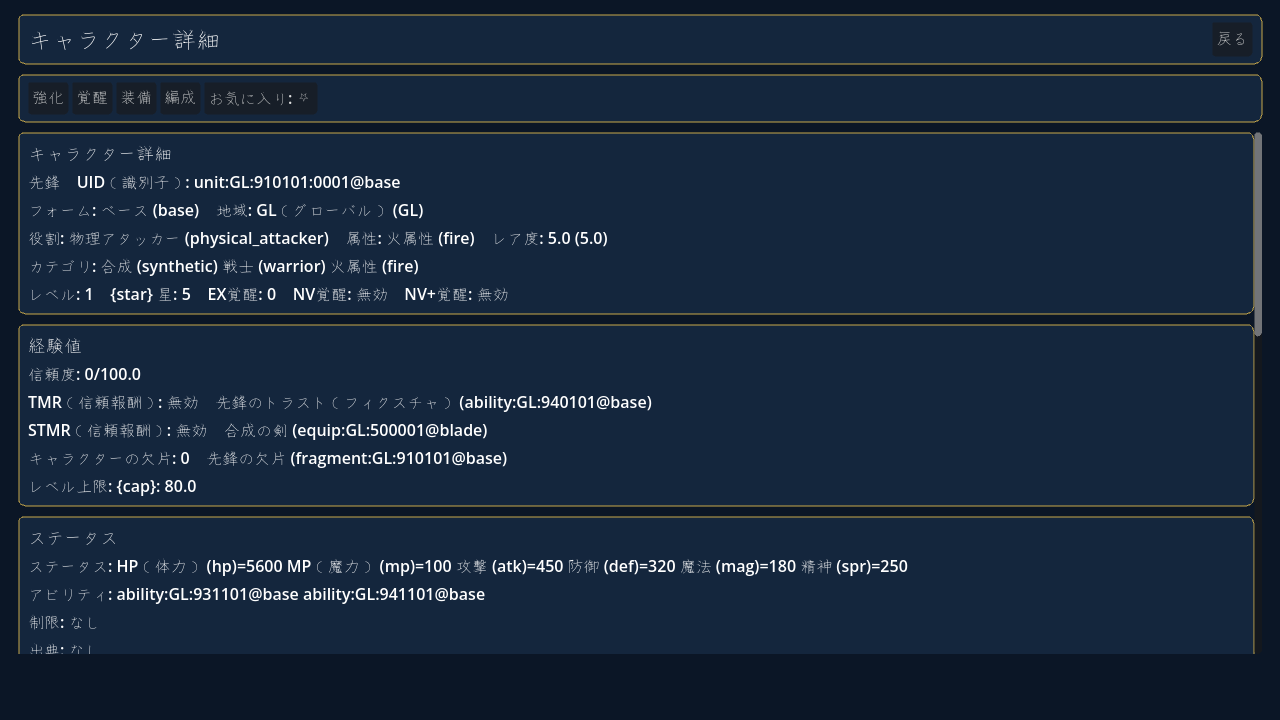 キャラクター詳細
戻る
強化 覚醒 装備 編成 お気に入り: ☆
キャラクター詳細
先鋒　UID（識別子）: unit:GL:910101:0001@base
フォーム: ベース (base)　地域: GL（グローバル） (GL)
役割: 物理アタッカー (physical_attacker)　属性: 火属性 (fire)　レア度: 5.0 (5.0)
カテゴリ: 合成 (synthetic) 戦士 (warrior) 火属性 (fire)
レベル: 1　{star} 星: 5　EX覚醒: 0　NV覚醒: 無効　NV+覚醒: 無効
経験値
信頼度: 0/100.0
TMR（信頼報酬）: 無効　先鋒のトラスト（フィクスチャ） (ability:GL:940101@base)
STMR（信頼報酬）: 無効　合成の剣 (equip:GL:500001@blade)
キャラクターの欠片: 0　先鋒の欠片 (fragment:GL:910101@base)
レベル上限: {cap}: 80.0
ステータス
ステータス: HP（体力） (hp)=5600 MP（魔力） (mp)=100 攻撃 (atk)=450 防御 (def)=320 魔法 (mag)=180 精神 (spr)=250
アビリティ: ability:GL:931101@base ability:GL:941101@base
制限: なし
出典: なし